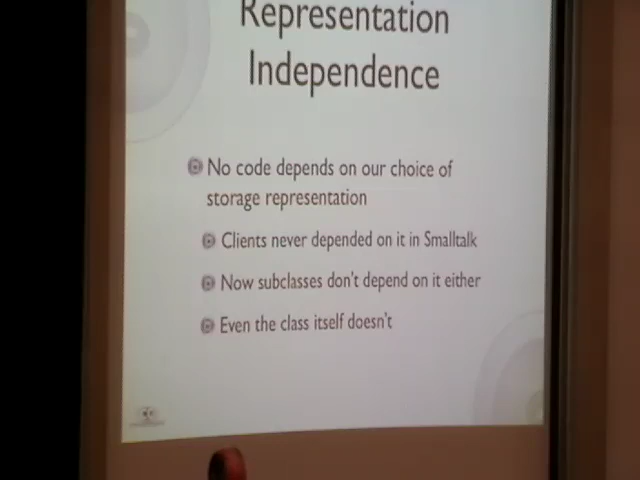 Representation
Independence
No code depends on our choice of
storage representation
Clients never depended on it in Smalltalk
Now subclasses don't depend on it either
Even the class itself doesn't